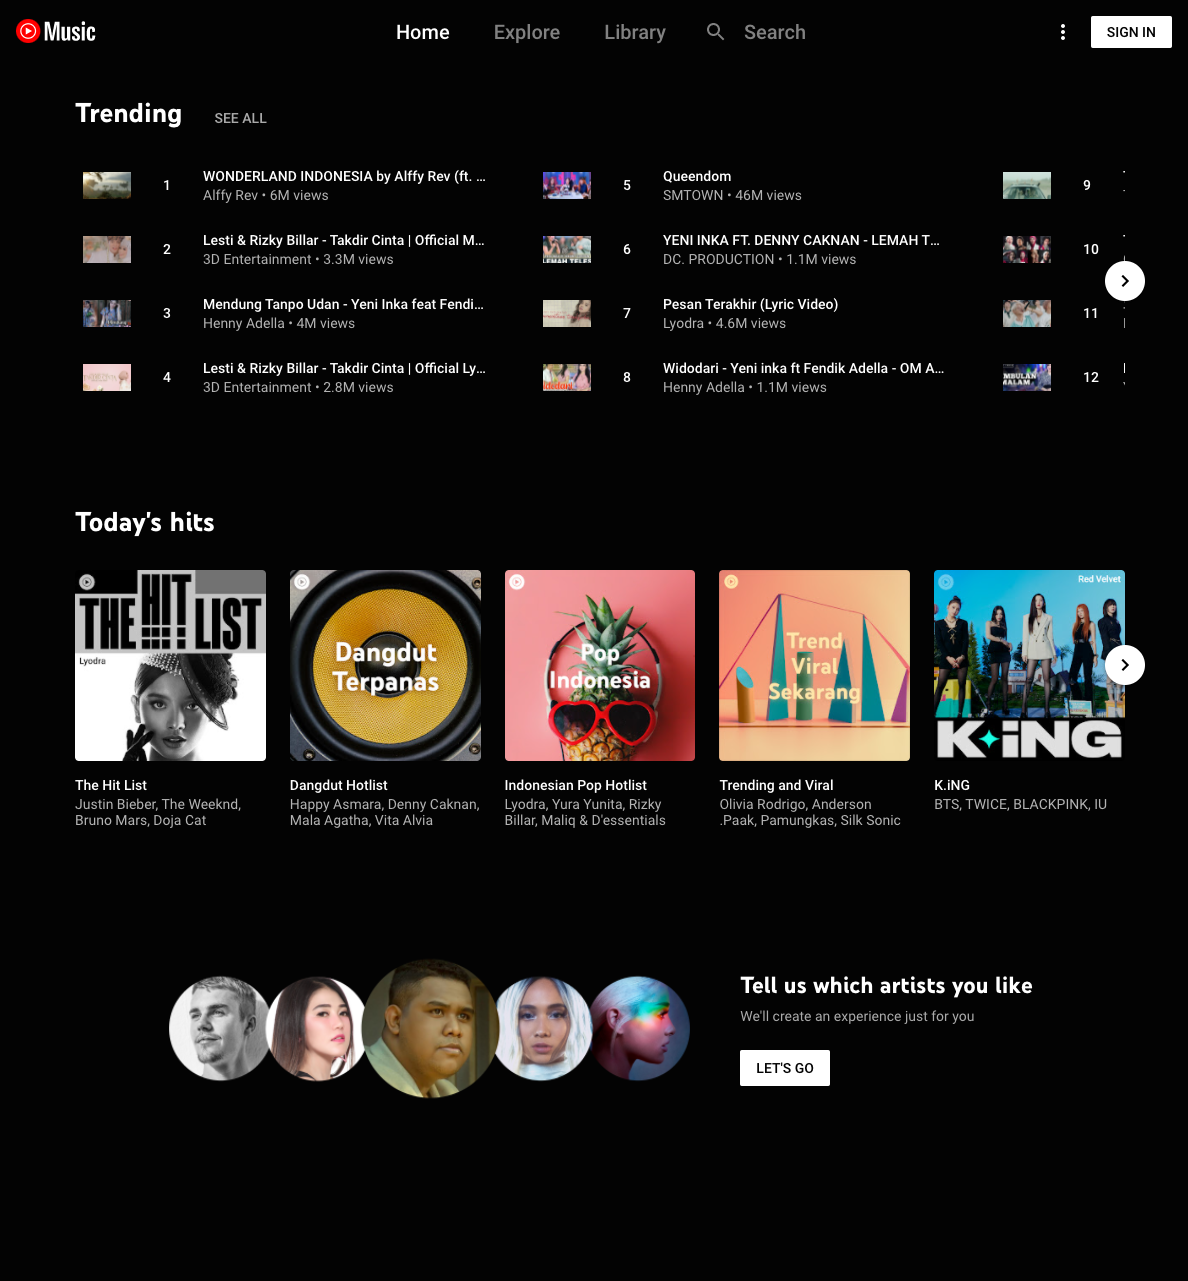 Music
Home
Explore
Library
Search
SIGN IN
Trending
SEE ALL
1
WONDERLAND INDONESIA by Alffy Rev (ft. ...
Alffy Rev • 6M views
2
Lesti & Rizky Billar - Takdir Cinta | Official M...
3D Entertainment • 3.3M views
3
Mendung Tanpo Udan - Yeni Inka feat Fendi...
Henny Adella • 4M views
4
Lesti & Rizky Billar - Takdir Cinta | Official Ly...
3D Entertainment • 2.8M views
5
Queendom
SMTOWN • 46M views
LEMAH TELES
6
YENI INKA FT. DENNY CAKNAN - LEMAH T...
DC. PRODUCTION • 1.1M views
7
Pesan Terakhir (Lyric Video)
Lyodra • 4.6M views
8
Widodari - Yeni inka ft Fendik Adella - OM A...
Henny Adella • 1.1M views
9
10
11
MBULAN
MALAM
12
Today's hits
THE HIT LIST
Lyodra
The Hit List
Justin Bieber, The Weeknd,
Bruno Mars, Doja Cat
Dangdut
Terpanas
Dangdut Hotlist
Happy Asmara, Denny Caknan,
Mala Agatha, Vita Alvia
Pop
Indonesia
Indonesian Pop Hotlist
Lyodra, Yura Yunita, Rizky
Billar, Maliq & D'essentials
Trend
Viral
Sekarang
Trending and Viral
Olivia Rodrigo, Anderson
.Paak, Pamungkas, Silk Sonic
Red Velvet
K·iNG
K.iNG
BTS, TWICE, BLACKPINK, IU
Tell us which artists you like
We'll create an experience just for you
LET'S GO